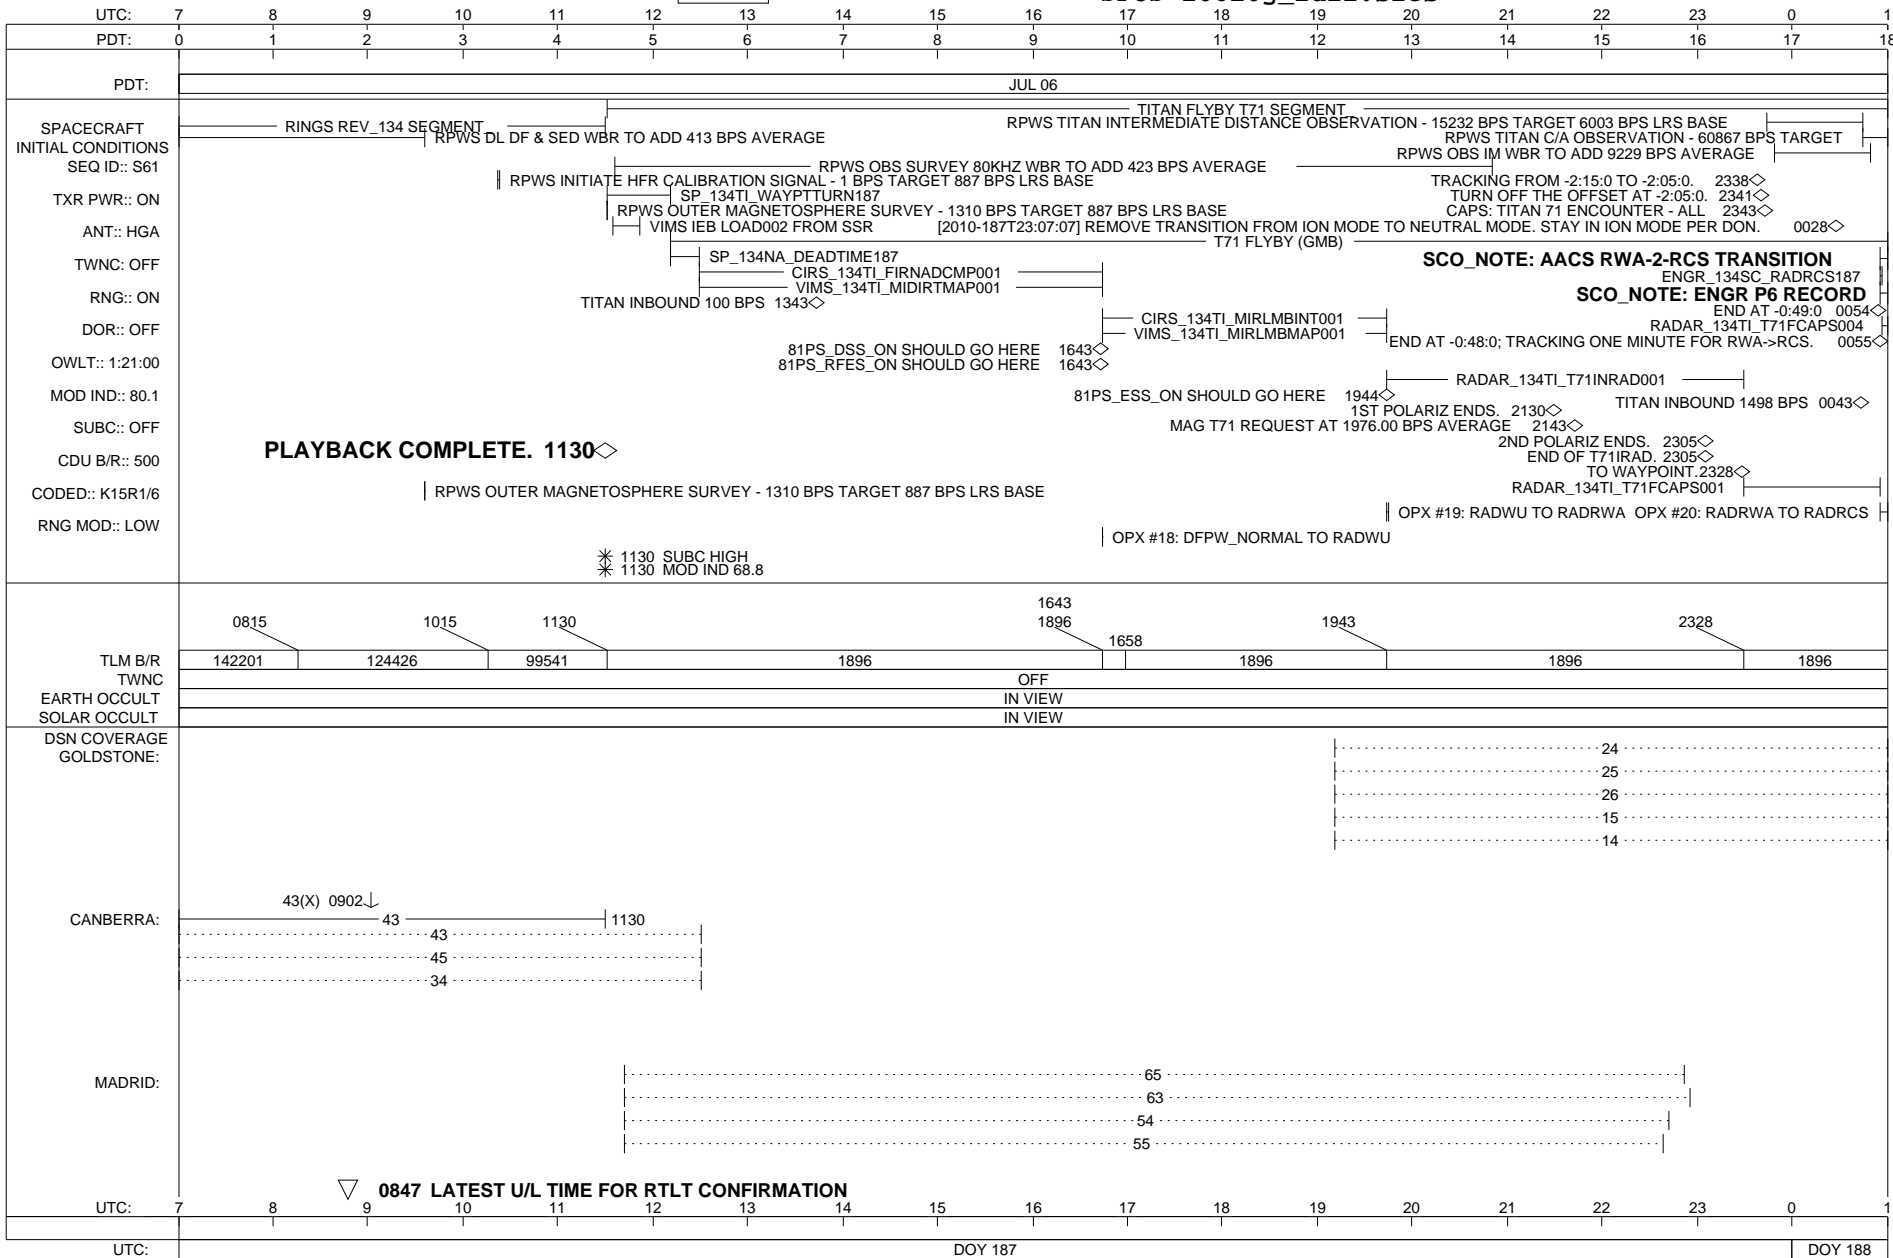 UTC: 7 8 9 10 11 12 13 14 15 16 17 18 19 20 21 22 23 0 1
PDT: 0 1 2 3 4 5 6 7 8 9 10 11 12 13 14 15 16 17 18
PDT: JUL 06
TITAN FLYBY T71 SEGMENT
SPACECRAFT
INITIAL CONDITIONS
RINGS REV_134 SEGMENT
RPWS TITAN INTERMEDIATE DISTANCE OBSERVATION - 15232 BPS TARGET 6003 BPS LRS BASE
RPWS DL DF & SED WBR TO ADD 413 BPS AVERAGE
RPWS TITAN C/A OBSERVATION - 60867 BPS TARGET
RPWS OBS IM WBR TO ADD 9229 BPS AVERAGE
SEQ ID:: S61
RPWS OBS SURVEY 80KHZ WBR TO ADD 423 BPS AVERAGE
RPWS INITIATE HFR CALIBRATION SIGNAL - 1 BPS TARGET 887 BPS LRS BASE
TRACKING FROM -2:15:0 TO -2:05:0. 2338
TXR PWR:: ON
SP_134TI_WAYPTTURN187
TURN OFF THE OFFSET AT -2:05:0. 2341
RPWS OUTER MAGNETOSPHERE SURVEY - 1310 BPS TARGET 887 BPS LRS BASE
CAPS: TITAN 71 ENCOUNTER - ALL 2343
ANT:: HGA
VIMS IEB LOAD002 FROM SSR
[2010-187T23:07:07] REMOVE TRANSITION FROM ION MODE TO NEUTRAL MODE. STAY IN ION MODE PER DON. 0028
T71 FLYBY (GMB)
TWNC: OFF
SP_134NA_DEADTIME187
SCO_NOTE: AACS RWA-2-RCS TRANSITION
CIRS_134TI_FIRNADCMP001
ENGR_134SC_RADRCS187
VIMS_134TI_MIDIRTMAP001
RNG:: ON
SCO_NOTE: ENGR P6 RECORD
TITAN INBOUND 100 BPS 1343
END AT -0:49:0 0054
DOR:: OFF
CIRS_134TI_MIRLMBINT001
RADAR_134TI_T71FCAPS004
VIMS_134TI_MIRLMBMAP001
END AT -0:48:0; TRACKING ONE MINUTE FOR RWA->RCS. 0055
81PS_DSS_ON SHOULD GO HERE 1643
OWLT:: 1:21:00
81PS_RFES_ON SHOULD GO HERE 1643
RADAR_134TI_T71INRAD001
MOD IND:: 80.1
81PS_ESS_ON SHOULD GO HERE 1944
TITAN INBOUND 1498 BPS 0043
1ST POLARIZ ENDS. 2130
SUBC:: OFF
MAG T71 REQUEST AT 1976.00 BPS AVERAGE 2143
PLAYBACK COMPLETE. 1130
2ND POLARIZ ENDS. 2305
CDU B/R:: 500
END OF T71IRAD. 2305
TO WAYPOINT. 2328
CODED:: K15R1/6
RPWS OUTER MAGNETOSPHERE SURVEY - 1310 BPS TARGET 887 BPS LRS BASE
RADAR_134TI_T71FCAPS001
OPX #19: RADWU TO RADRWA OPX #20: RADRWA TO RADRCS
RNG MOD:: LOW
OPX #18: DFPW_NORMAL TO RADWU
1130 SUBC HIGH
1130 MOD IND 68.8
1643
0815 1015 1130 1896 1943 2328
1658
TLM B/R 142201 124426 99541 1896 1896 1896 1896
TWNC OFF
EARTH OCCULT IN VIEW
SOLAR OCCULT IN VIEW
DSN COVERAGE
GOLDSTONE:
24
25
26
15
14
43(X) 0902
CANBERRA: 43 1130
43
45
34
MADRID:
65
63
54
55
0847 LATEST U/L TIME FOR RTLT CONFIRMATION
UTC: 7 8 9 10 11 12 13 14 15 16 17 18 19 20 21 22 23 0 1
UTC: DOY 187 DOY 188